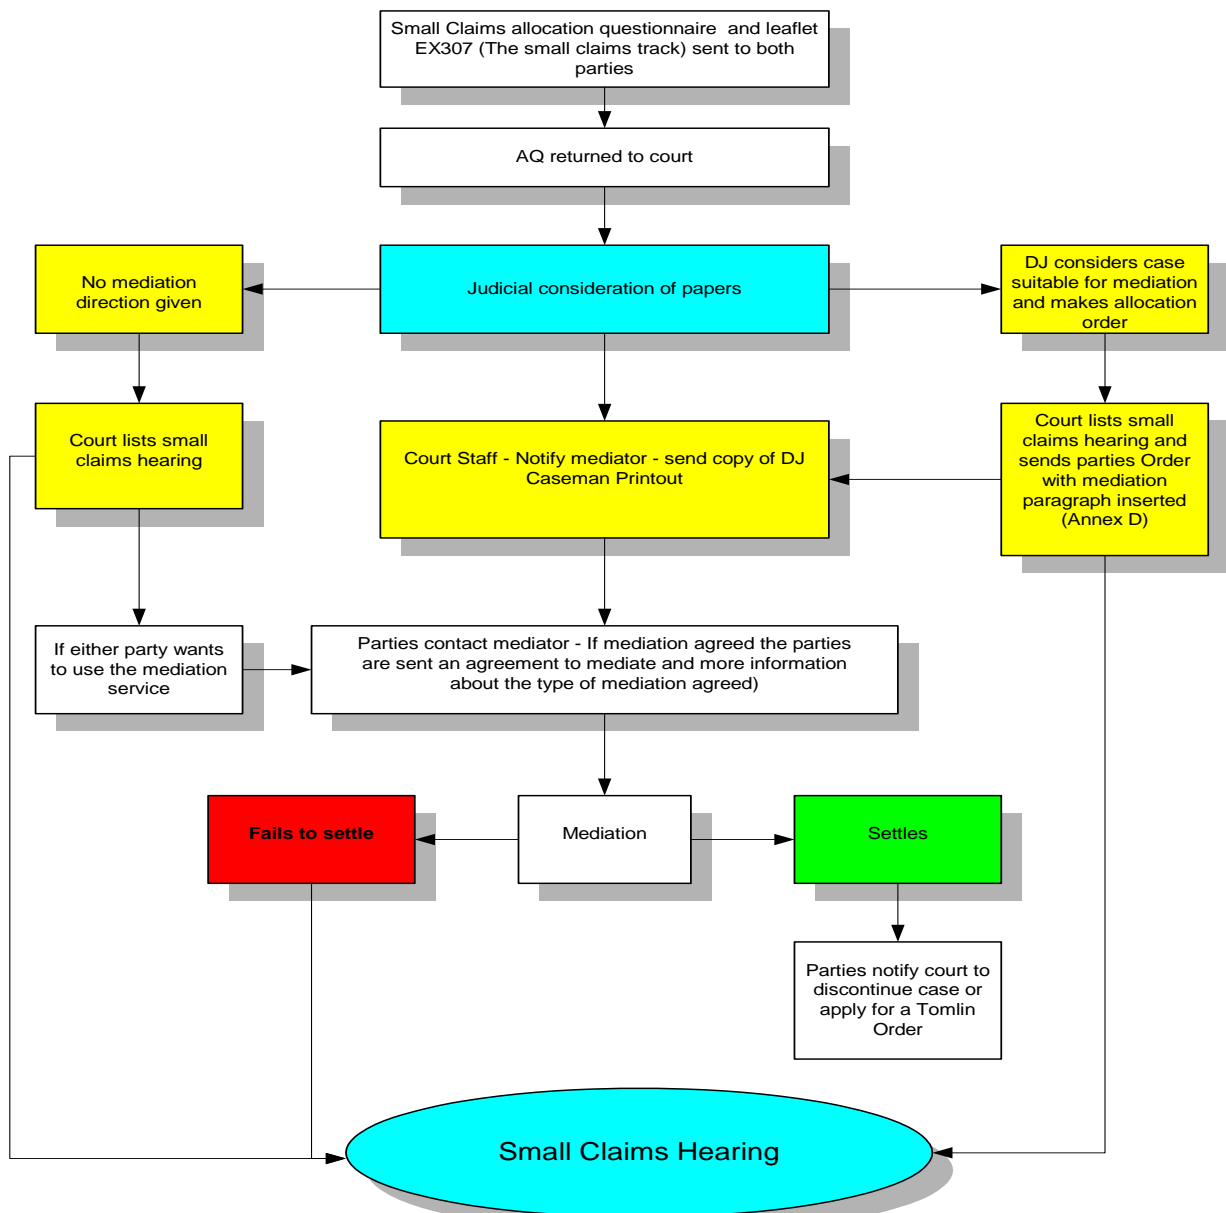 Small Claims allocation questionnaire and leaflet
EX307 (The small claims track) sent to both
parties
AQ returned to court
No mediation
direction given
Judicial consideration of papers
DJ considers case
suitable for mediation
and makes allocation
order
Court lists small
claims hearing
Court Staff - Notify mediator - send copy of DJ
Caseman Printout
Court lists small
claims hearing and
sends parties Order
with mediation
paragraph inserted
(Annex D)
If either party wants
to use the mediation
service
Parties contact mediator - If mediation agreed the parties
are sent an agreement to mediate and more information
about the type of mediation agreed)
Fails to settle
Mediation
Settles
Parties notify court to
discontinue case or
apply for a Tomlin
Order
Small Claims Hearing